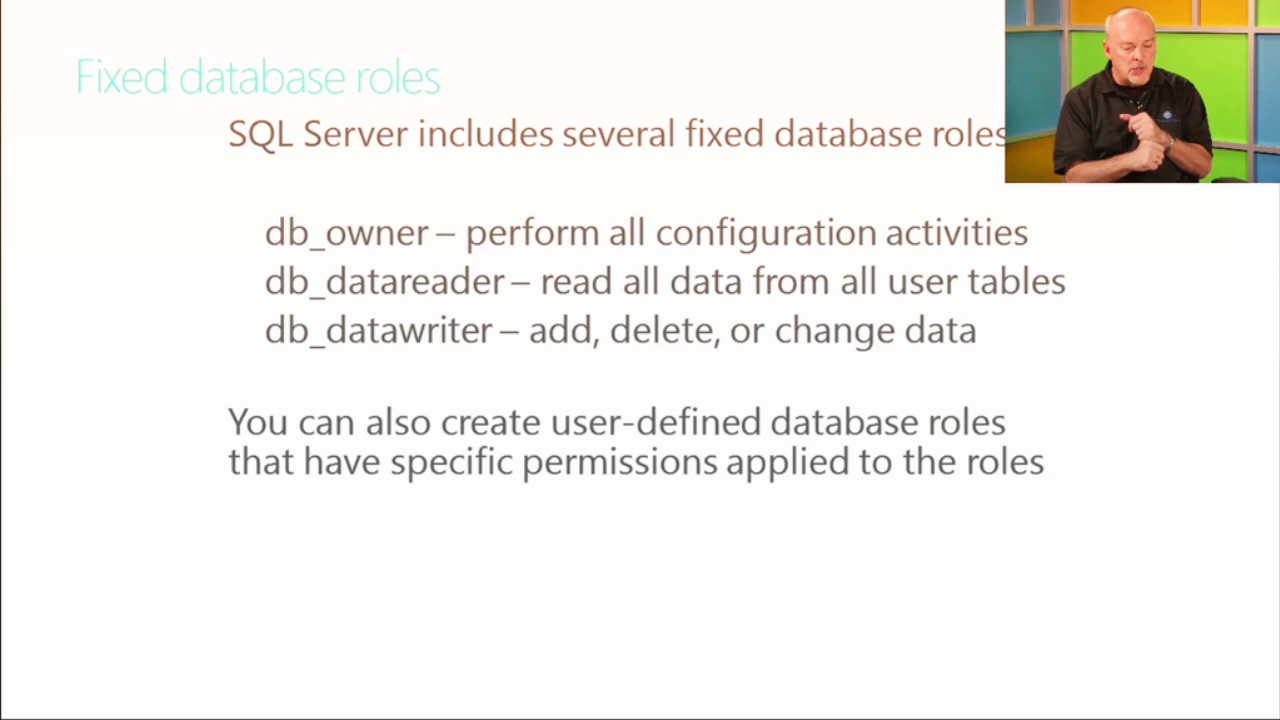 Fixed database roles
SQL Server includes several fixed database roles
db_owner – perform all configuration activities
db_datareader – read all data from all user tables
db_datawriter – add, delete, or change data
You can also create user-defined database roles
that have specific permissions applied to the roles